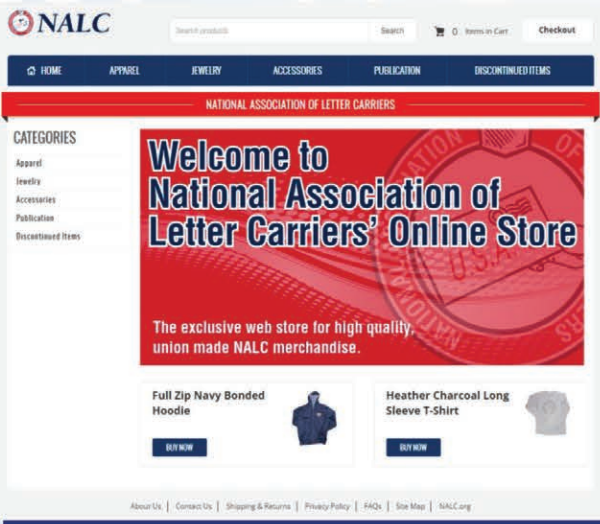 NALC
Search products
Search
0 Items in Cart
Checkout
HOME
APPAREL
JEWELRY
ACCESSORIES
PUBLICATION
DISCONTINUED ITEMS
NATIONAL ASSOCIATION OF LETTER CARRIERS
CATEGORIES
Apparel
Jewelry
Accessories
Publication
Discontinued Items
Welcome to
National Association of
Letter Carriers' Online Store
NATIONAL
ASSOCIATION OF
U.S.A.
The exclusive web store for high quality,
union made NALC merchandise.
Full Zip Navy Bonded
Hoodie
BUY NOW
Heather Charcoal Long
Sleeve T-Shirt
BUY NOW
About Us | Contact Us | Shipping & Returns | Privacy Policy | FAQs | Site Map | NALC.org